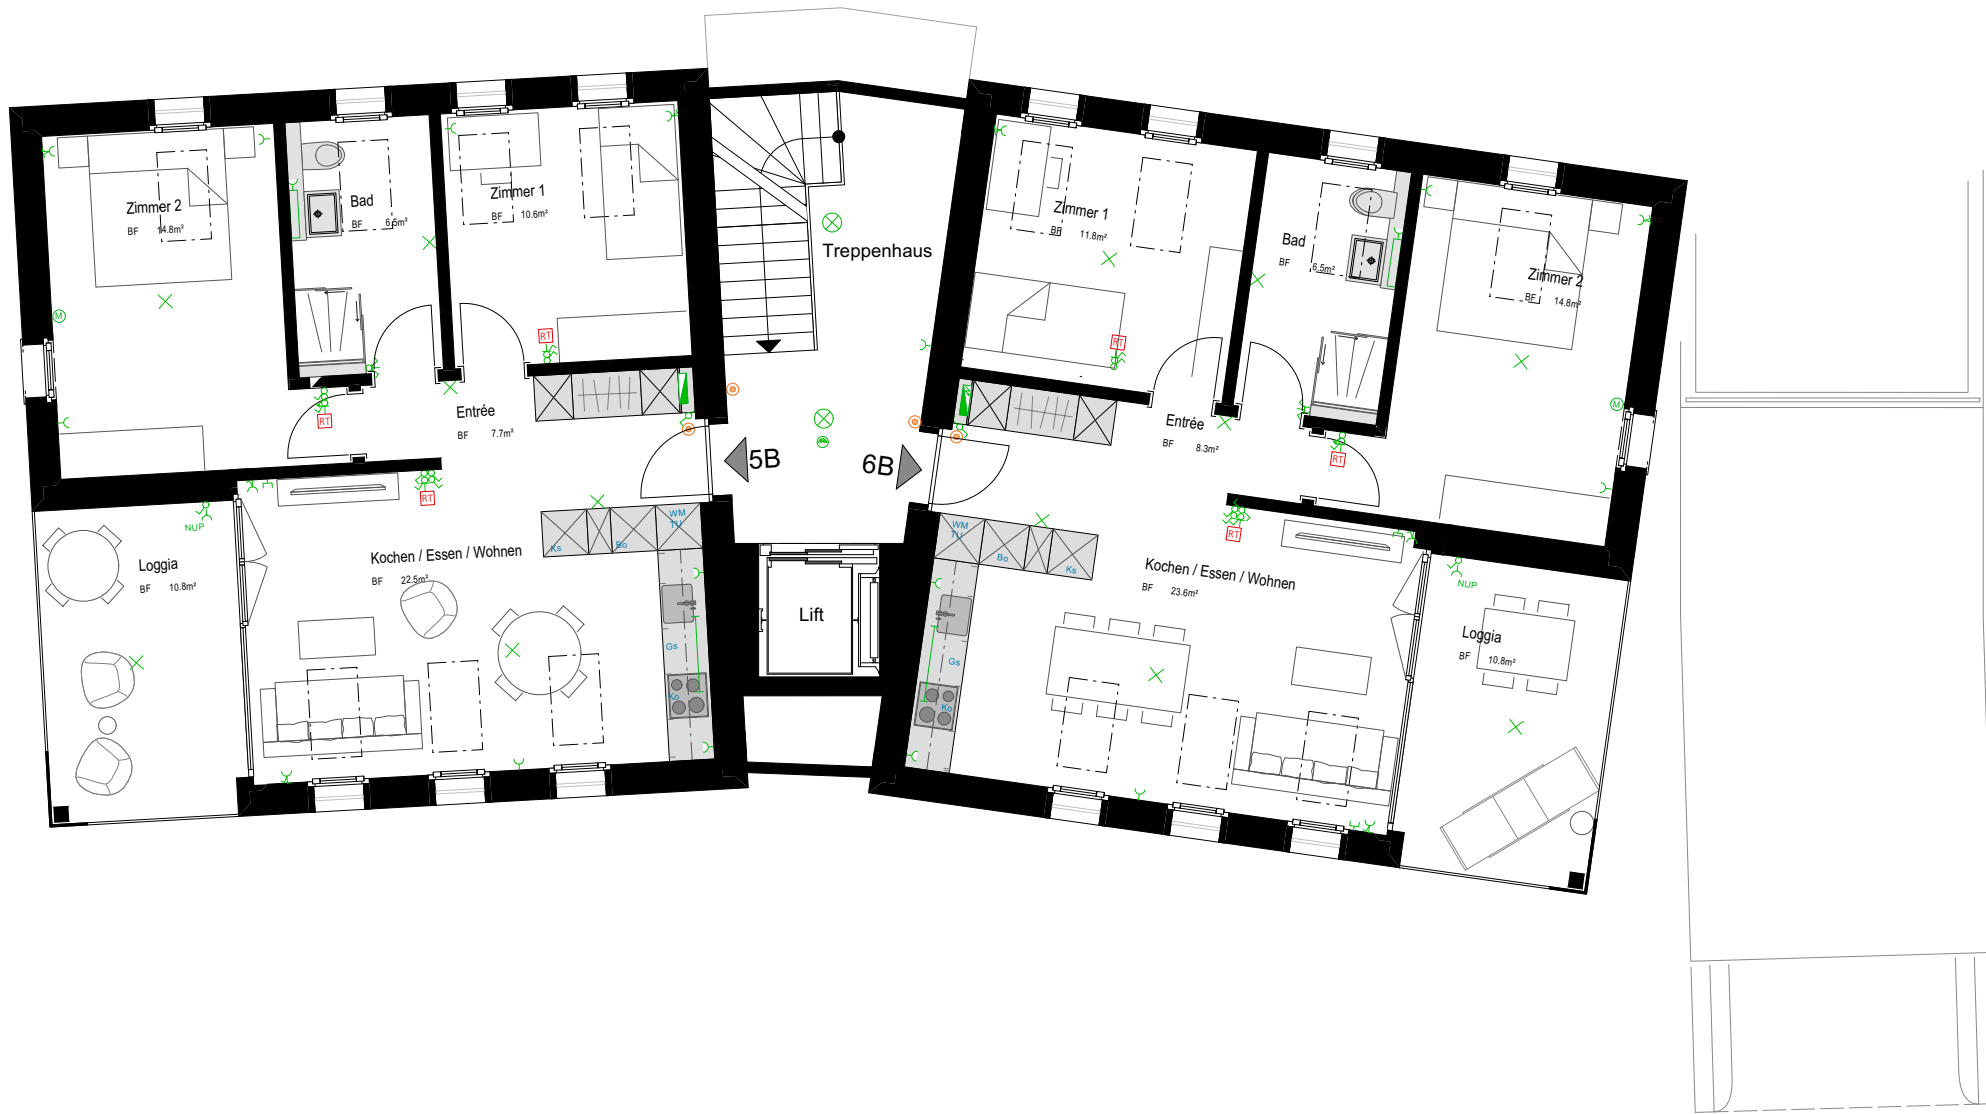 Zimmer 2
BF 14.8m²
Bad
BF 6.5m²
Zimmer 1
BF 10.6m²
M
RT
RT
Entrée
BF 7.7m²
RT
NUP
Loggia
BF 10.8m²
Kochen / Essen / Wohnen
BF 22.5m²
Ks
Bo
WM
TU
Gs
Ko
Treppenhaus
5B
6B
Lift
Zimmer 1
BF 11.8m²
Bad
BF 6.5m²
Zimmer 2
BF 14.8m²
RT
M
Entrée
BF 8.3m²
RT
RT
WM
TU
Bo
Ks
Gs
Ko
Kochen / Essen / Wohnen
BF 23.6m²
NUP
Loggia
BF 10.8m²